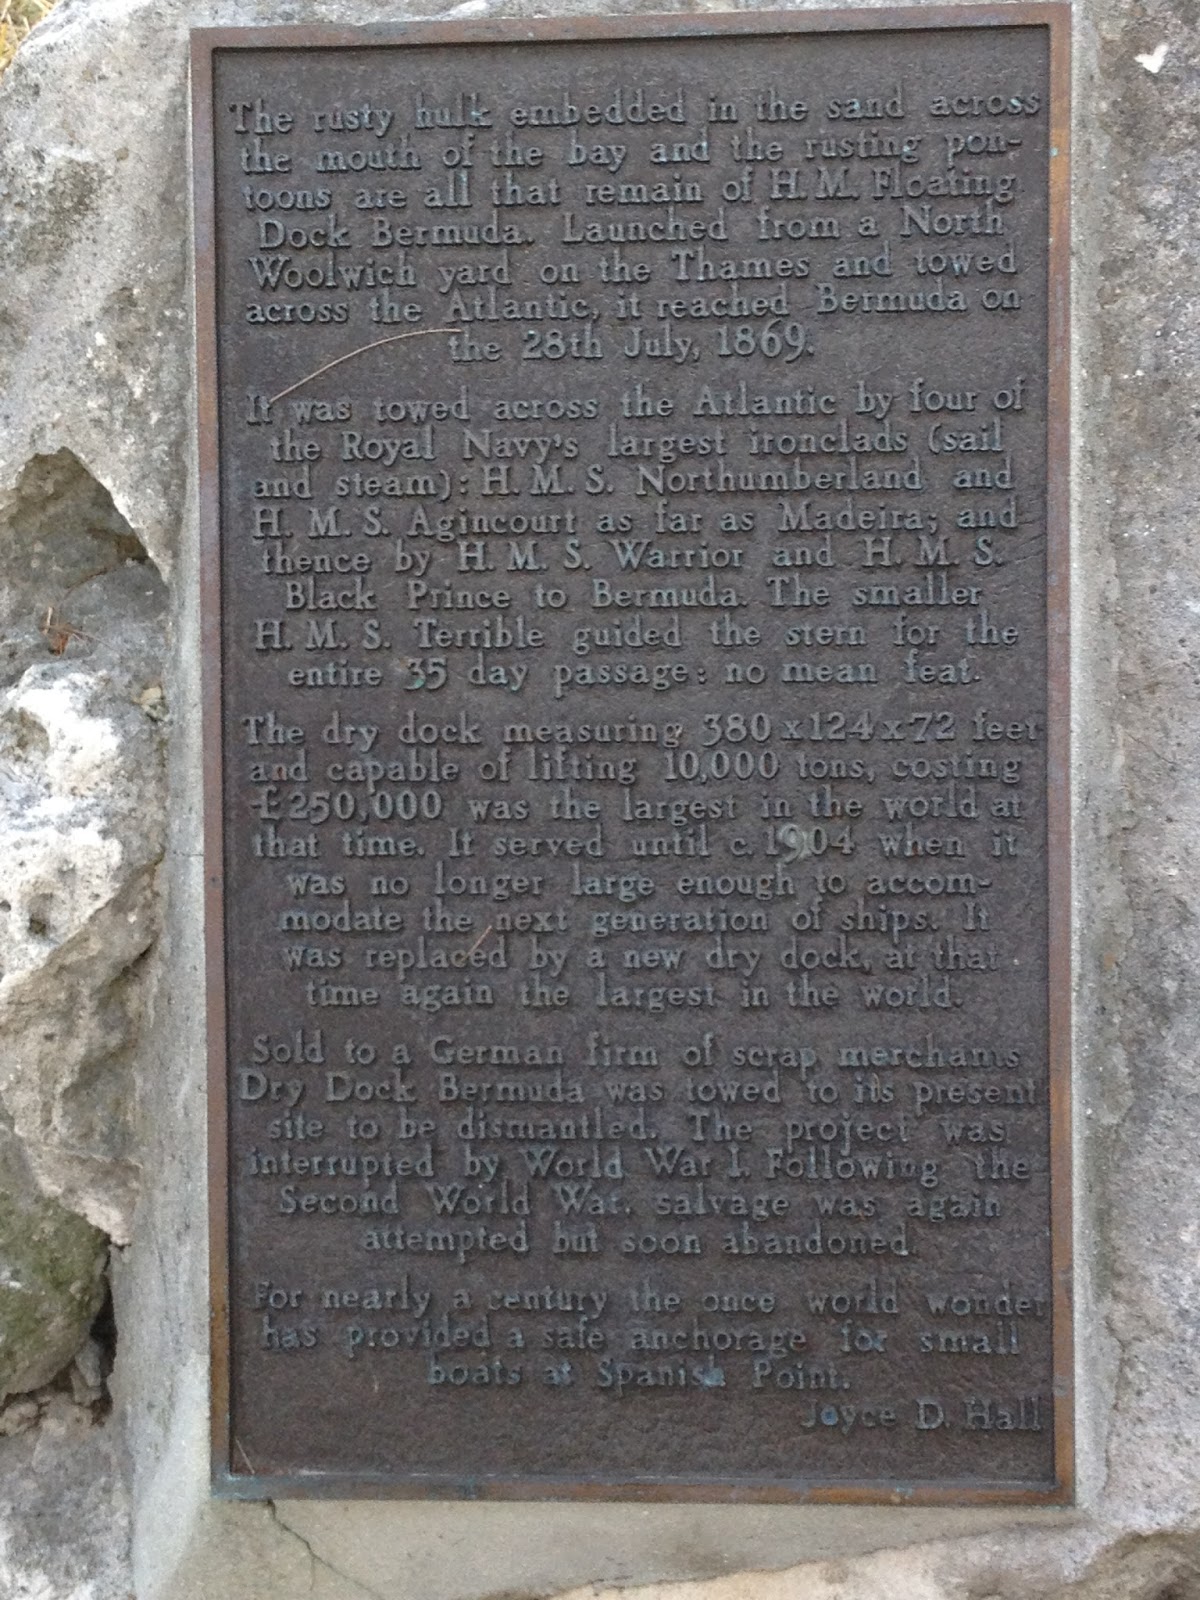 The rusty hulk embedded in the sand across
the mouth of the bay and the rusting pon-
toons are all that remain of H.M. Floating
Dock Bermuda. Launched from a North
Woolwich yard on the Thames and towed
across the Atlantic, it reached Bermuda on
the 28th July, 1869.
It was towed across the Atlantic by four of
the Royal Navy's largest ironclads (sail
and steam): H.M.S. Northumberland and
H.M.S. Agincourt as far as Madeira; and
thence by H.M.S. Warrior and H.M.S.
Black Prince to Bermuda. The smaller
H.M.S. Terrible guided the stern for the
entire 35 day passage: no mean feat.
The dry dock measuring 380 x 124 x 72 feet
and capable of lifting 10,000 tons, costing
£250,000 was the largest in the world at
that time. It served until c. 1904 when it
was no longer large enough to accom-
modate the next generation of ships. It
was replaced by a new dry dock, at that
time again the largest in the world.
Sold to a German firm of scrap merchants
Dry Dock Bermuda was towed to its present
site to be dismantled. The project was
interrupted by World War I. Following the
Second World War, salvage was again
attempted but soon abandoned.
For nearly a century the once world wonder
has provided a safe anchorage for small
boats at Spanish Point.
Joyce D. Hall